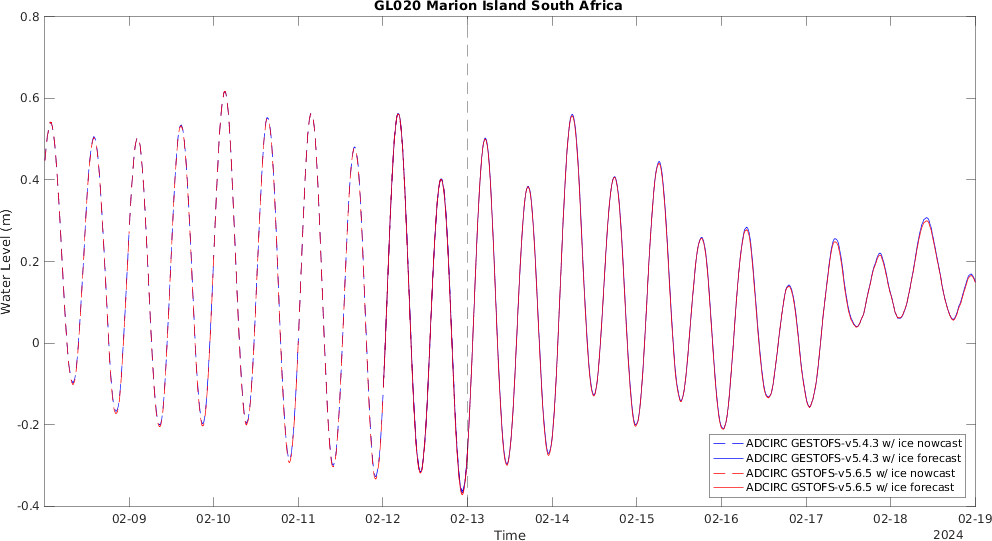 GL020 Marion Island South Africa
Water Level (m)
0.8
0.6
0.4
0.2
0
-0.2
-0.4
ADCIRC GESTOFS-v5.4.3 w/ ice nowcast
ADCIRC GESTOFS-v5.4.3 w/ ice forecast
ADCIRC GSTOFS-v5.6.5 w/ ice nowcast
ADCIRC GSTOFS-v5.6.5 w/ ice forecast
02-09 02-10 02-11 02-12 02-13 02-14 02-15 02-16 02-17 02-18 02-19
Time
2024